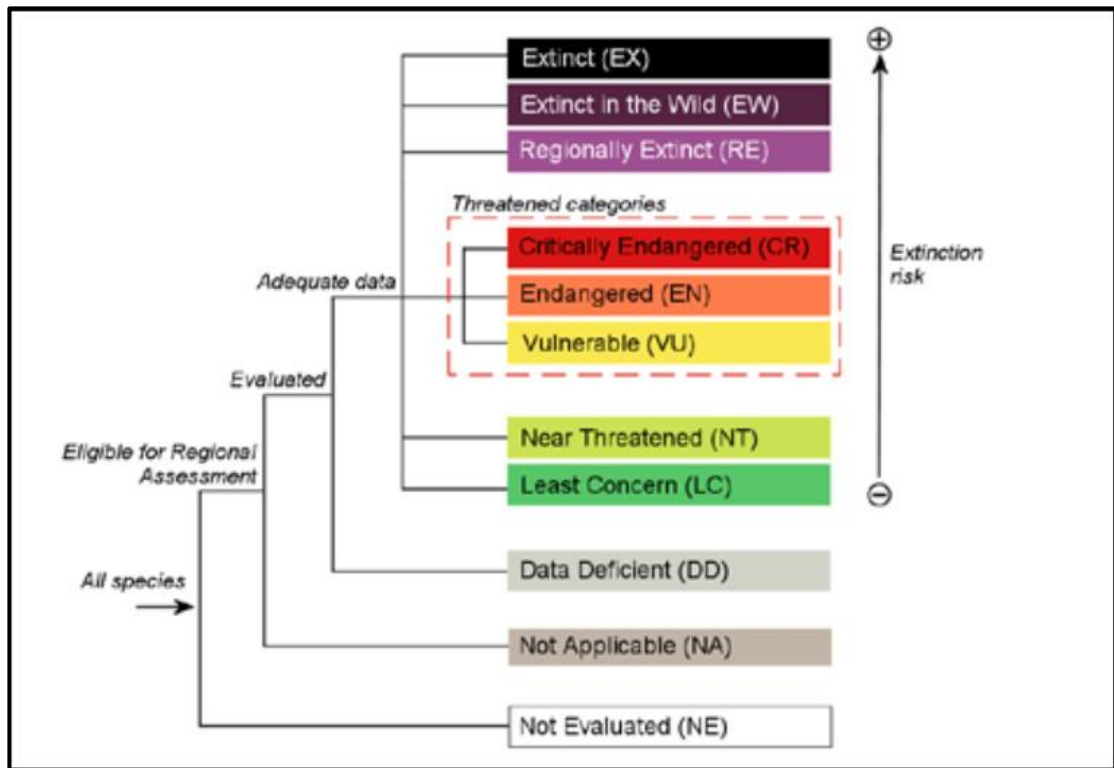 Extinct (EX)
Extinct in the Wild (EW)
Regionally Extinct (RE)
Threatened categories
Critically Endangered (CR)
Extinction
risk
Adequate data
Endangered (EN)
Vulnerable (VU)
Evaluated
Near Threatened (NT)
Eligible for Regional
Assessment
Least Concern (LC)
All species
Data Deficient (DD)
Not Applicable (NA)
Not Evaluated (NE)